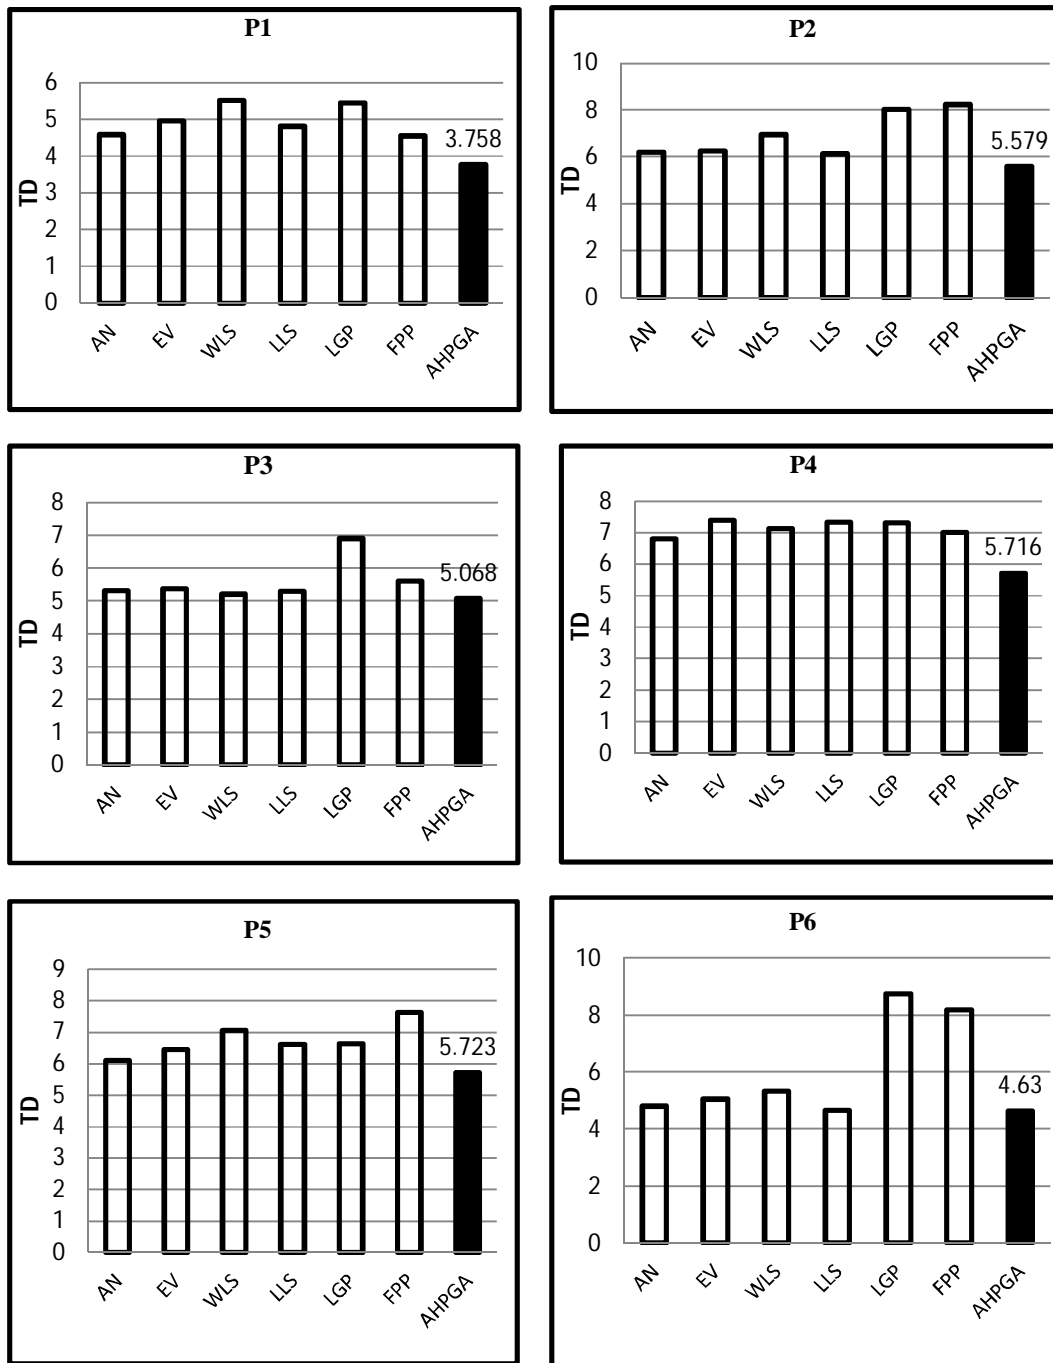 P1
6
5
4
3
2
1
0
TD
3.758
AN
EV
WLS
LLS
LGP
FPP
AHPGA
P2
10
8
6
4
2
0
TD
5.579
AN
EV
WLS
LLS
LGP
FPP
AHPGA
P3
8
7
6
5
4
3
2
1
0
TD
5.068
AN
EV
WLS
LLS
LGP
FPP
AHPGA
P4
8
7
6
5
4
3
2
1
0
TD
5.716
AN
EV
WLS
LLS
LGP
FPP
AHPGA
P5
9
8
7
6
5
4
3
2
1
0
TD
5.723
AN
EV
WLS
LLS
LGP
FPP
AHPGA
P6
10
8
6
4
2
0
TD
4.63
AN
EV
WLS
LLS
LGP
FPP
AHPGA